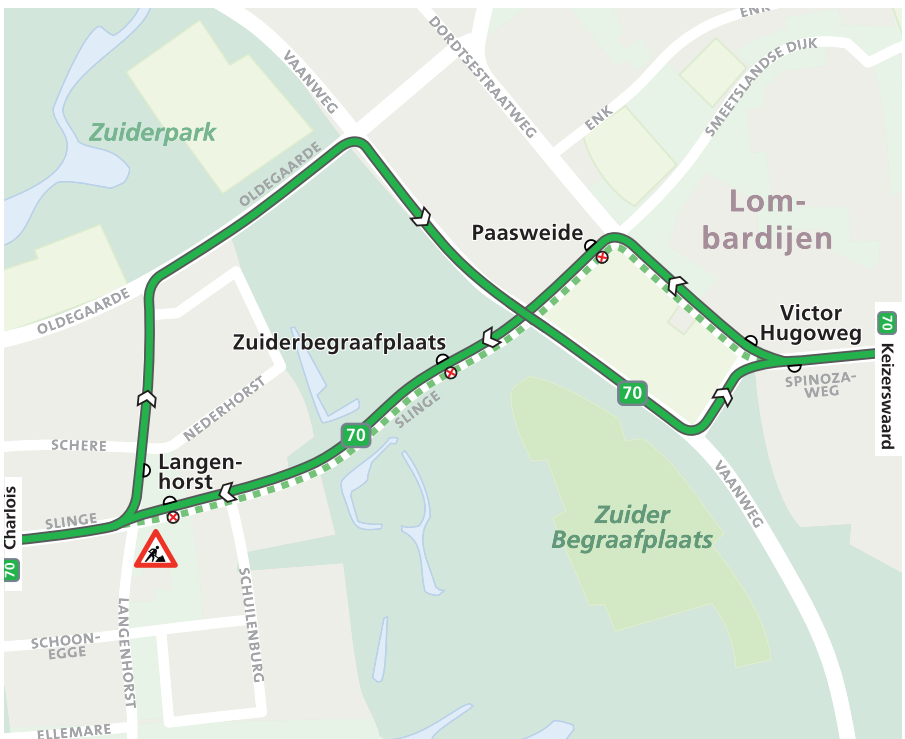 ENK
DORDTSESTRAATWEG
VAANWEG
SMEETSLANDSE DIJK
ENK
Zuiderpark
OLDEGAARDE
Lom-
bardijen
Paasweide
OLDEGAARDE
Victor
Hugoweg
70 Keizerswaard
Zuiderbegraafplaats
SPINOZA-
WEG
70
SLINGE
NEDERHORST
70
SCHERE
Langen-
horst
VAANWEG
70 Charlois
SLINGE
Zuider
Begraafplaats
SCHUILENBURG
LANGENHORST
SCHOON-
EGGE
ELLEMARE